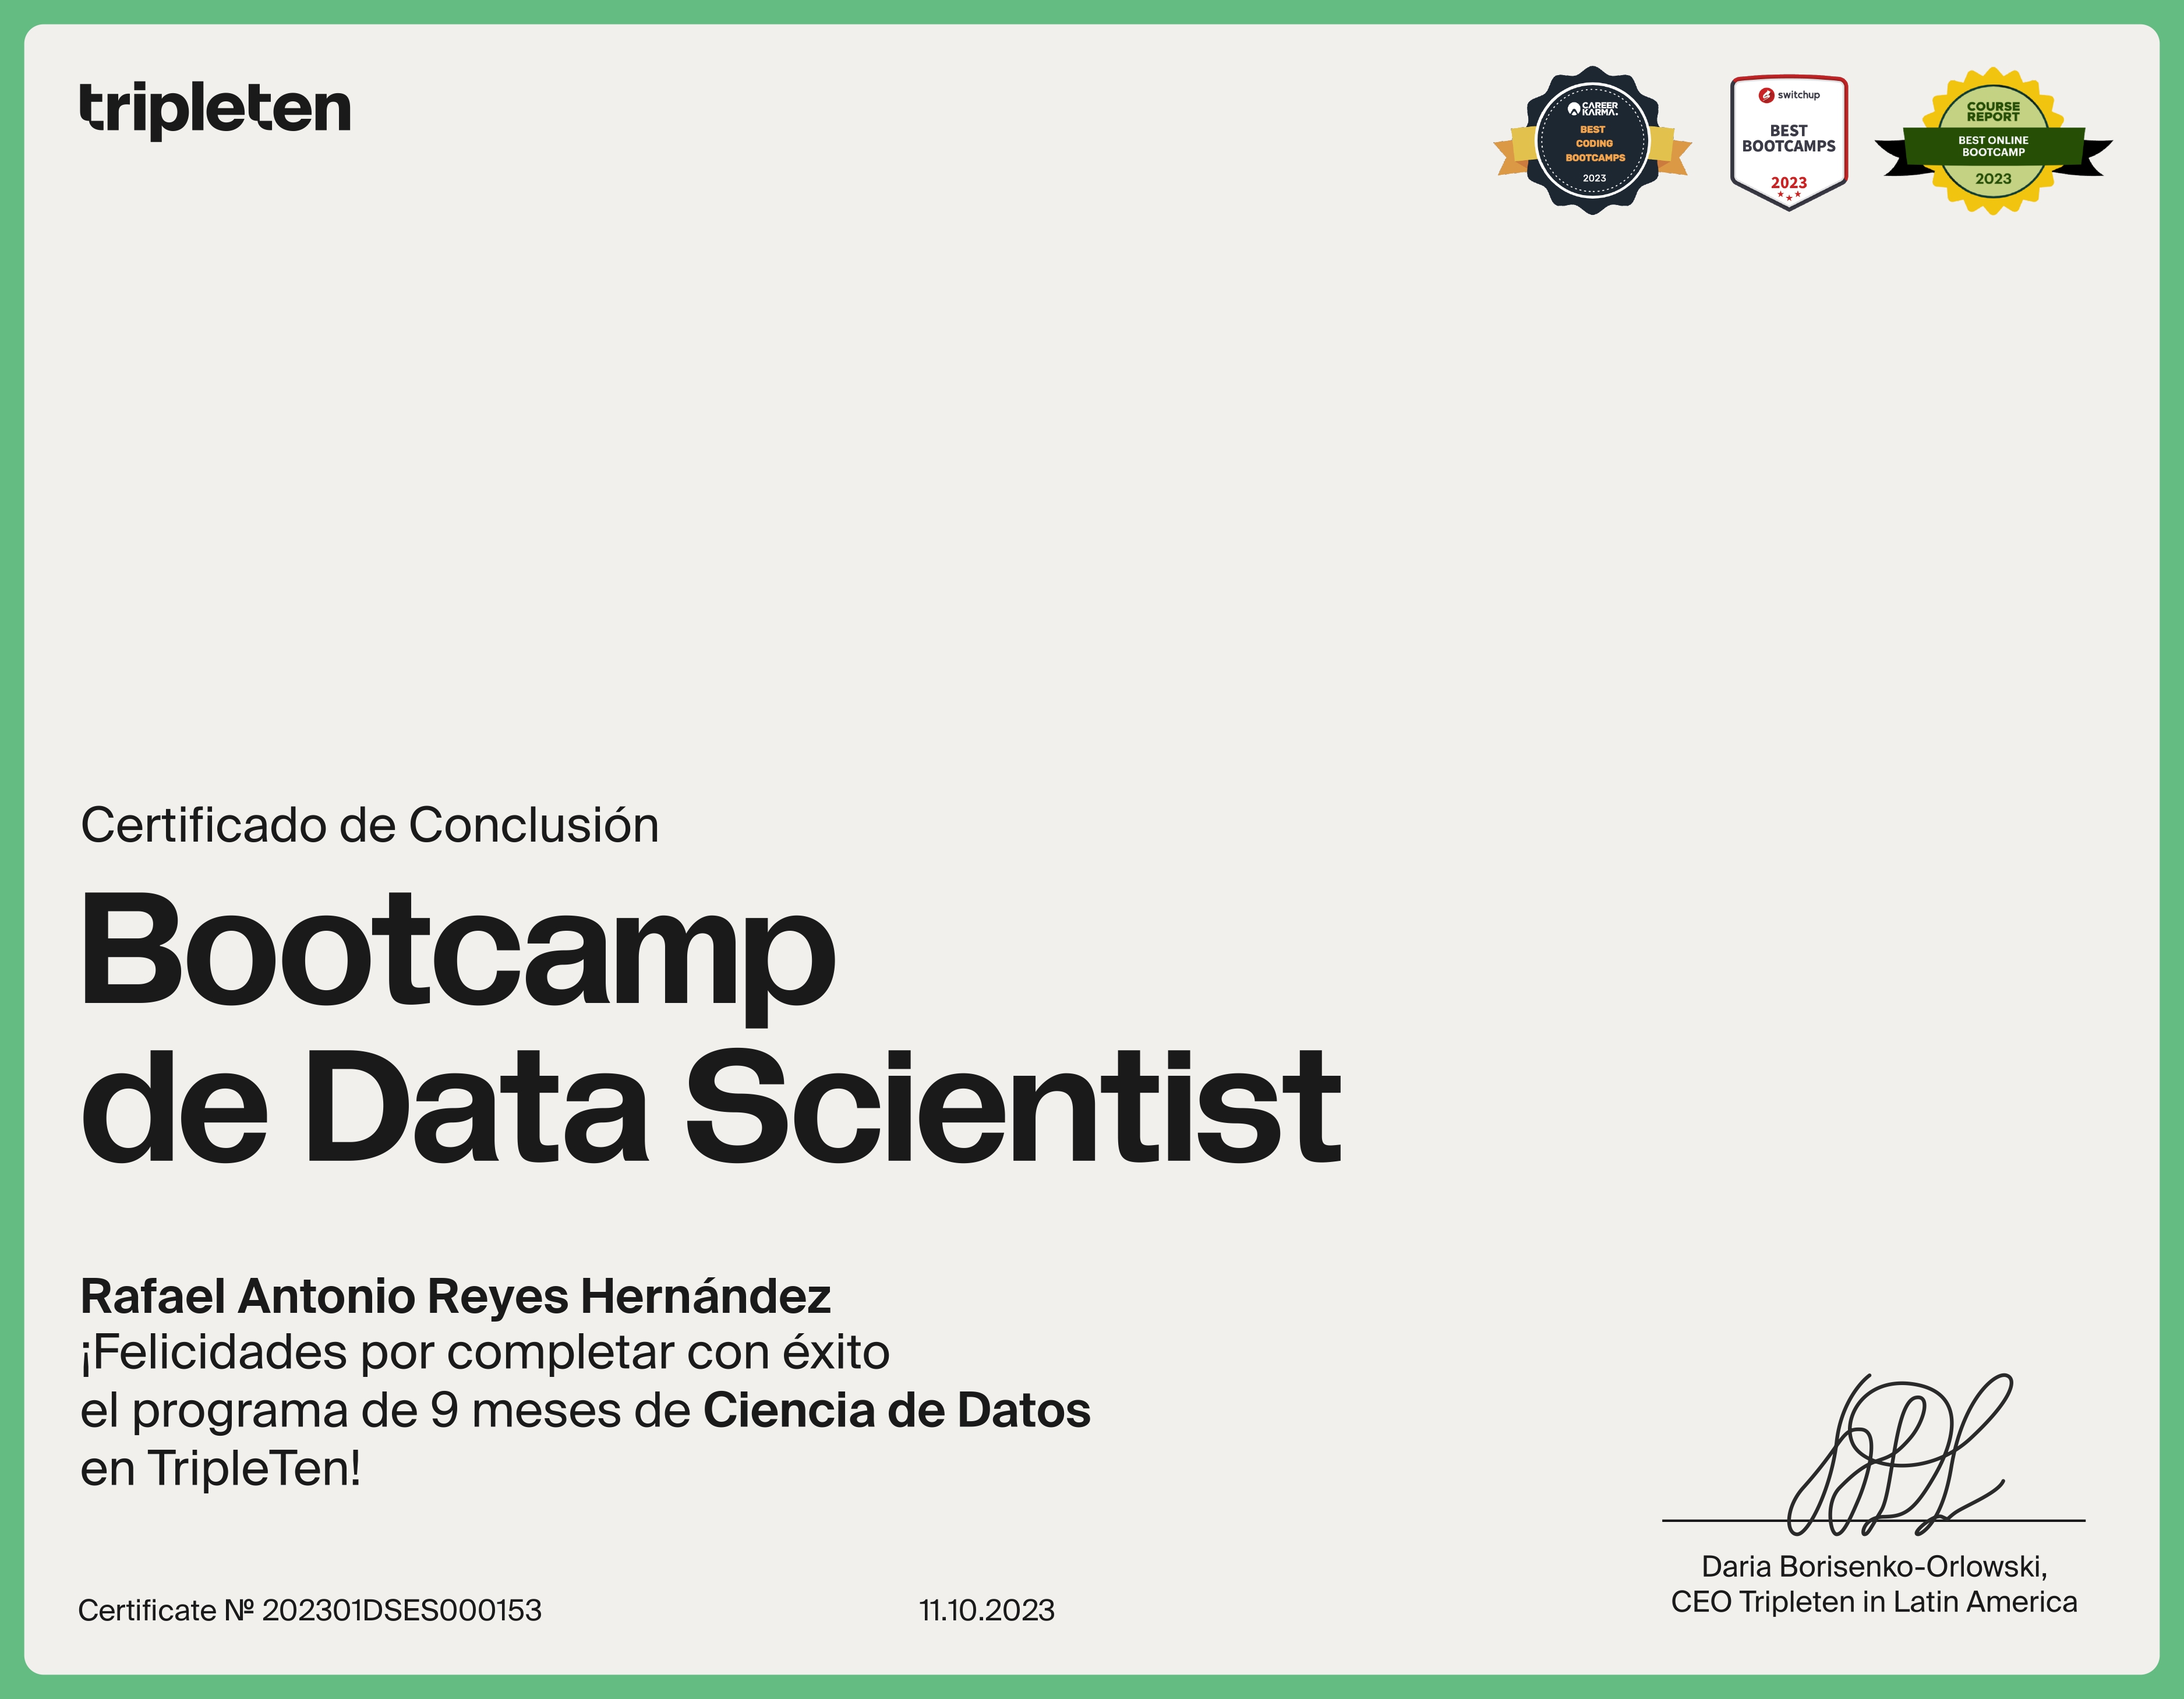 tripleten
CAREER
KARMA.
BEST
CODING
BOOTCAMPS
2023
switchup
BEST
BOOTCAMPS
2023
COURSE
REPORT
BEST ONLINE
BOOTCAMP
2023
Certificado de Conclusión
Bootcamp
de Data Scientist
Rafael Antonio Reyes Hernández
¡Felicidades por completar con éxito
el programa de 9 meses de Ciencia de Datos
en TripleTen!
Daria Borisenko-Orlowski,
CEO Tripleten in Latin America
Certificate № 202301DSES000153
11.10.2023